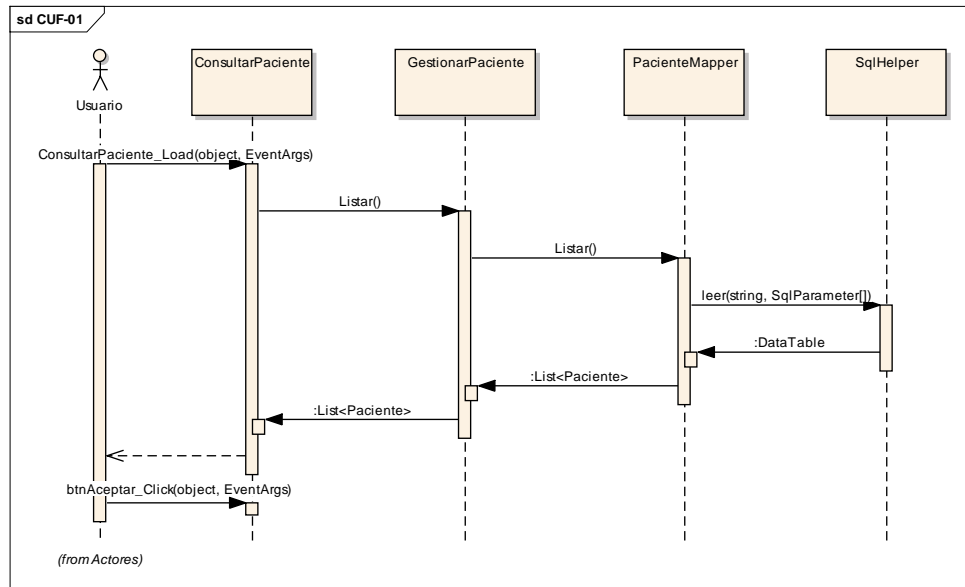 sd CUF-01
Usuario
ConsultarPaciente
GestionarPaciente
PacienteMapper
SqlHelper
ConsultarPaciente_Load(object, EventArgs)
Listar()
Listar()
leer(string, SqlParameter[])
:DataTable
:List<Paciente>
:List<Paciente>
btnAceptar_Click(object, EventArgs)
(from Actores)